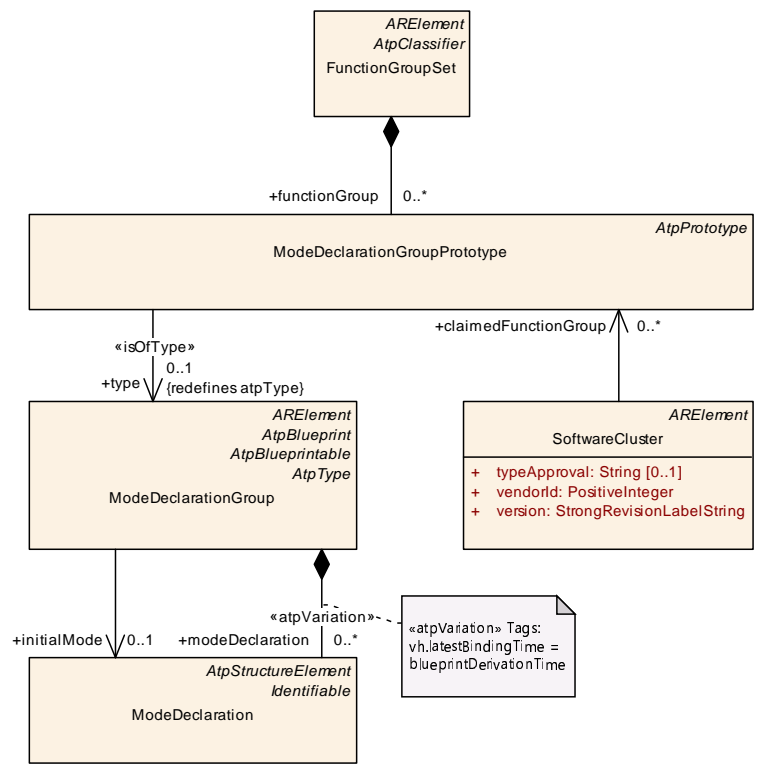 ARElement
AtpClassifier
FunctionGroupSet
+functionGroup 0..*
AtpPrototype
ModeDeclarationGroupPrototype
+claimedFunctionGroup 0..*
«isOfType»
0..1
+type {redefines atpType}
ARElement
AtpBlueprint
AtpBlueprintable
AtpType
ModeDeclarationGroup
ARElement
SoftwareCluster
+ typeApproval: String [0..1]
+ vendorId: PositiveInteger
+ version: StrongRevisionLabelString
«atpVariation»
+initialMode 0..1 +modeDeclaration 0..*
«atpVariation» Tags:
vh.latestBindingTime =
blueprintDerivationTime
AtpStructureElement
Identifiable
ModeDeclaration